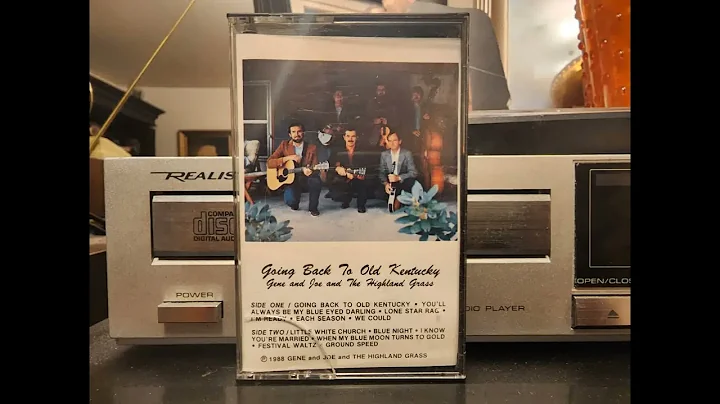 REALIS
COMPAC
disc
DIGITAL AUDIO
POWER
DIO PLAYER
OPEN/CLOS
Going Back To Old Kentucky
Gene and Joe and The Highland Grass
SIDE ONE / GOING BACK TO OLD KENTUCKY • YOU'LL
ALWAYS BE MY BLUE EYED DARLING • LONE STAR RAG •
I'M READY • EACH SEASON • WE COULD
SIDE TWO / LITTLE WHITE CHURCH • BLUE NIGHT • I KNOW
YOU'RE MARRIED • WHEN MY BLUE MOON TURNS TO GOLD
• FESTIVAL WALTZ GROUND SPEED
Ⓟ 1988 GENE and JOE and THE HIGHLAND GRASS